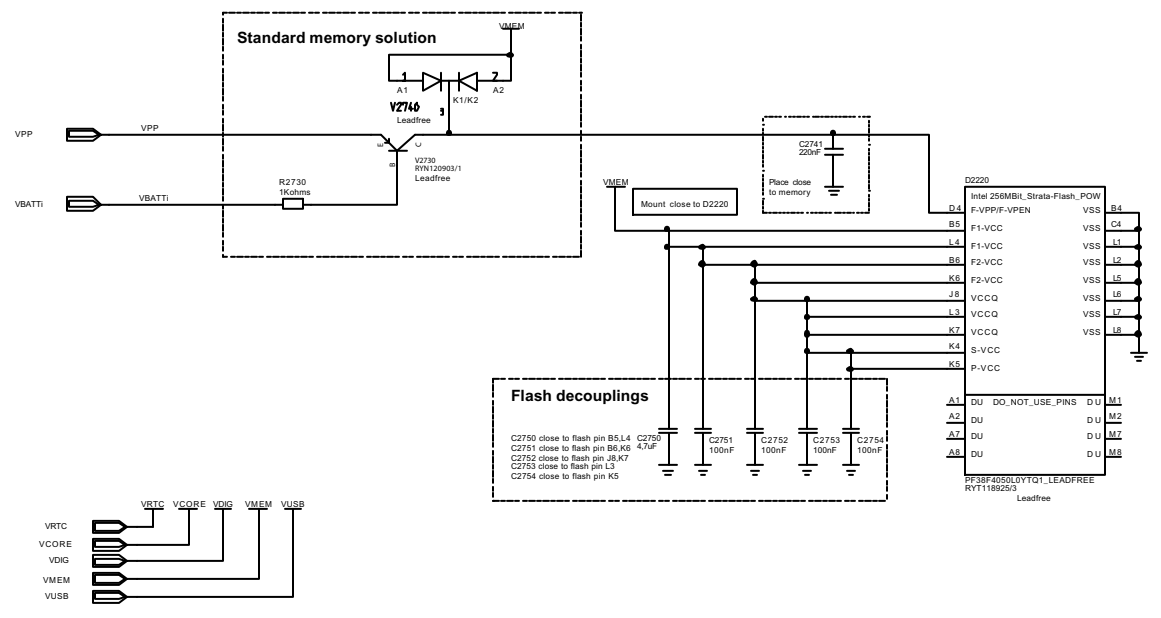 Standard memory solution
VMEM
1
2
A1
K1/K2
A2
V2740
3
Leadfree
VPP
VPP
E
C
B
V2730
RYN120903/1
Leadfree
VBATTi
VBATTi
R2730
1Kohms
C2741
220nF
Place close
to memory
VMEM
Mount close to D2220
D2220
Intel 256MBit_Strata-Flash_POW
D4 F-VPP/F-VPEN VSS B4
B5 F1-VCC VSS C4
L4 F1-VCC VSS L1
B6 F2-VCC VSS L2
K6 F2-VCC VSS L5
J8 VCCQ VSS L6
L3 VCCQ VSS L7
K7 VCCQ VSS L8
K4 S-VCC
K5 P-VCC
A1 DU DO_NOT_USE_PINS DU M1
A2 DU DU M2
A7 DU DU M7
A8 DU DU M8
PF38F4050L0YTQ1_LEADFREE
RYT118925/3
Leadfree
Flash decouplings
C2750 close to flash pin B5,L4
C2751 close to flash pin B6,K6
C2752 close to flash pin J8,K7
C2753 close to flash pin L3
C2754 close to flash pin K5
C2750
4,7uF
C2751
100nF
C2752
100nF
C2753
100nF
C2754
100nF
VRTC VCORE VDIG VMEM VUSB
VRTC
VCORE
VDIG
VMEM
VUSB